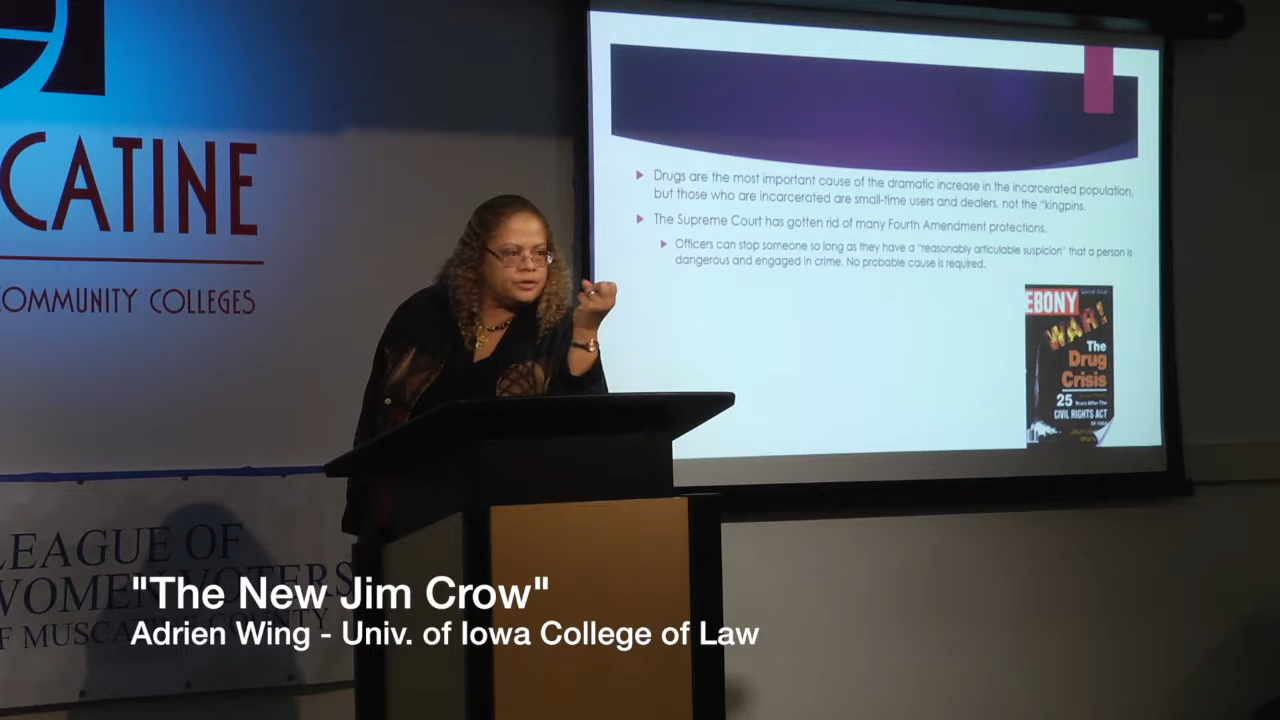 CATINE
OMMUNITY COLLEGES
Drugs are the most important cause of the dramatic increase in the incarcerated population,
but those who are incarcerated are small-time users and dealers, not the "kingpins.
The Supreme Court has gotten rid of many Fourth Amendment protections.
Officers can stop someone so long as they have a "reasonably articulable suspicion" that a person is
dangerous and engaged in crime. No probable cause is required.
EBONY
WAR!
The
Drug
Crisis
25 Years After The
CIVIL RIGHTS ACT
LEAGUE OF
WOMEN VOTERS
OF MUSCA COUNTY
"The New Jim Crow"
Adrien Wing - Univ. of Iowa College of Law